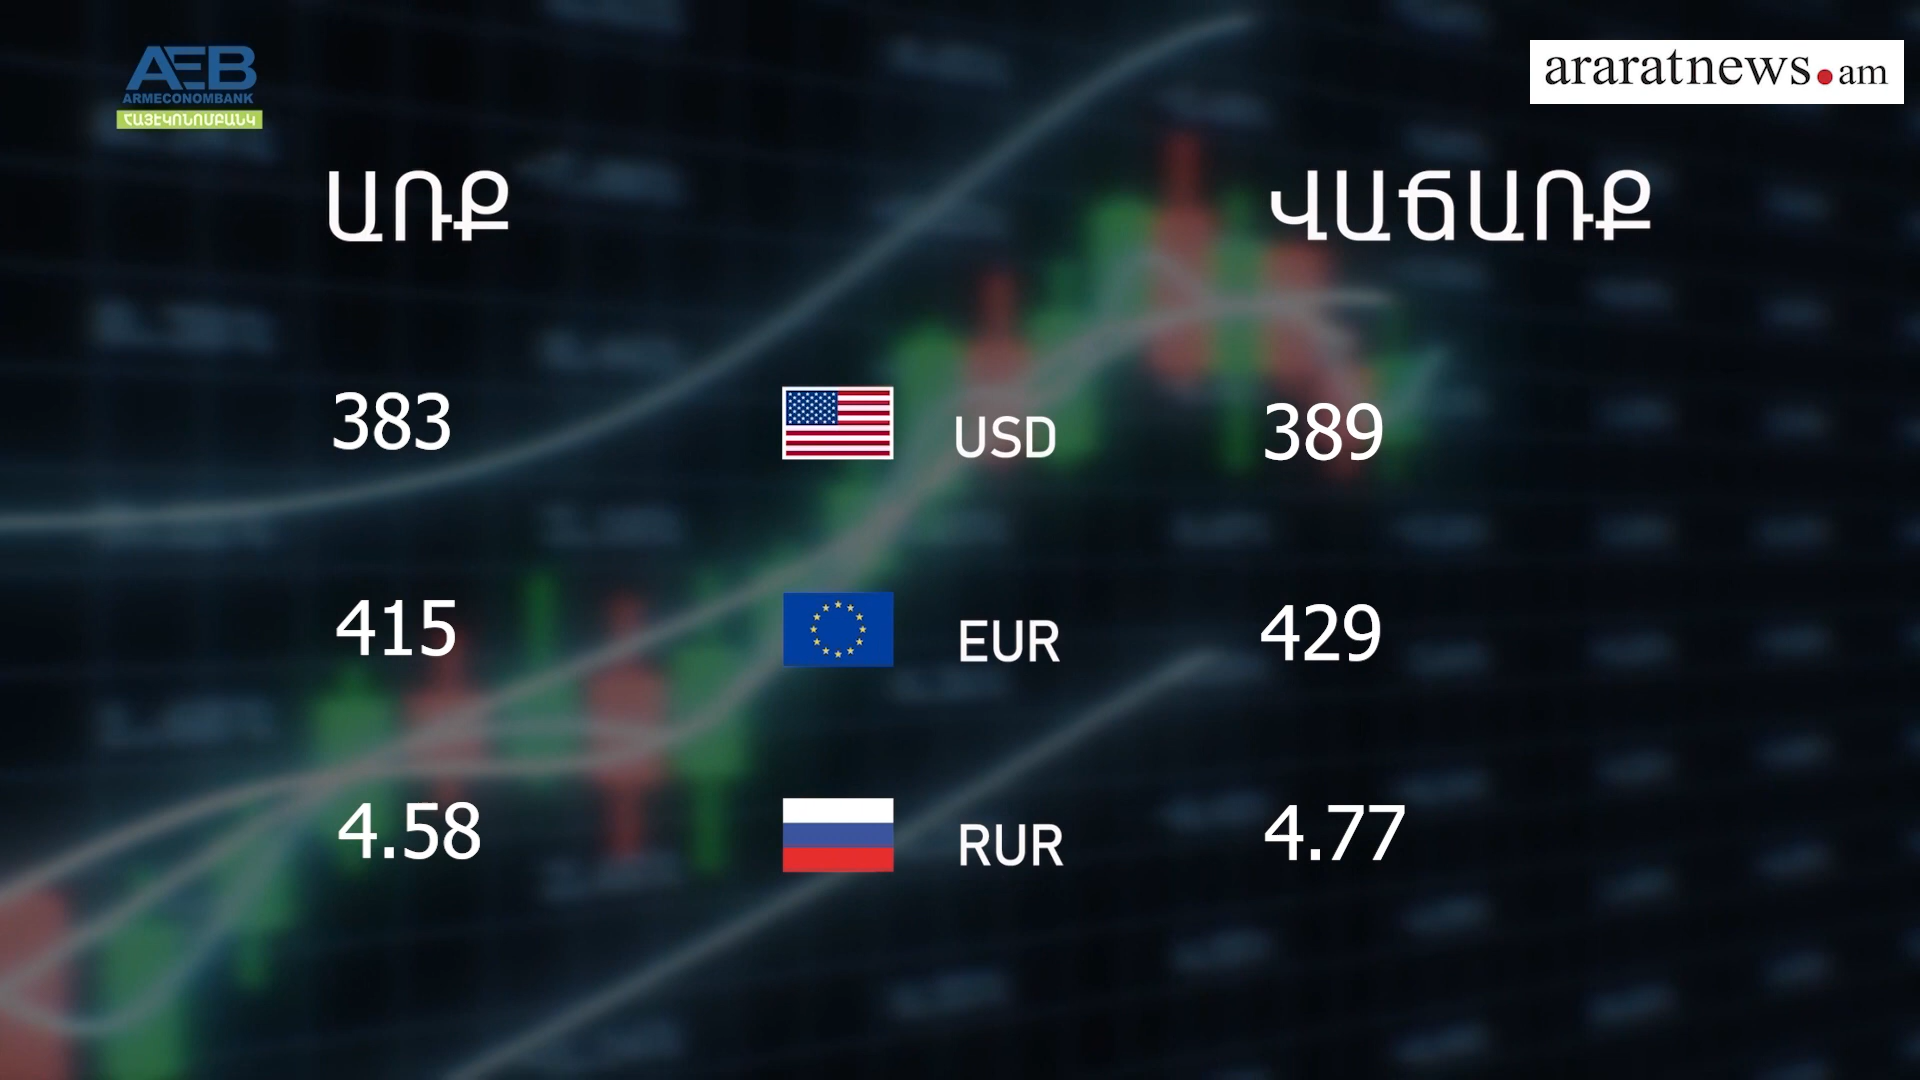 AEB
ARMECONOMBANK
ՀԱՅԷԿՈՆՈՄԲԱՆԿ
araratnews.am
ԱՌՔ ՎԱՃԱՌՔ
383 USD 389
415 EUR 429
4.58 RUR 4.77